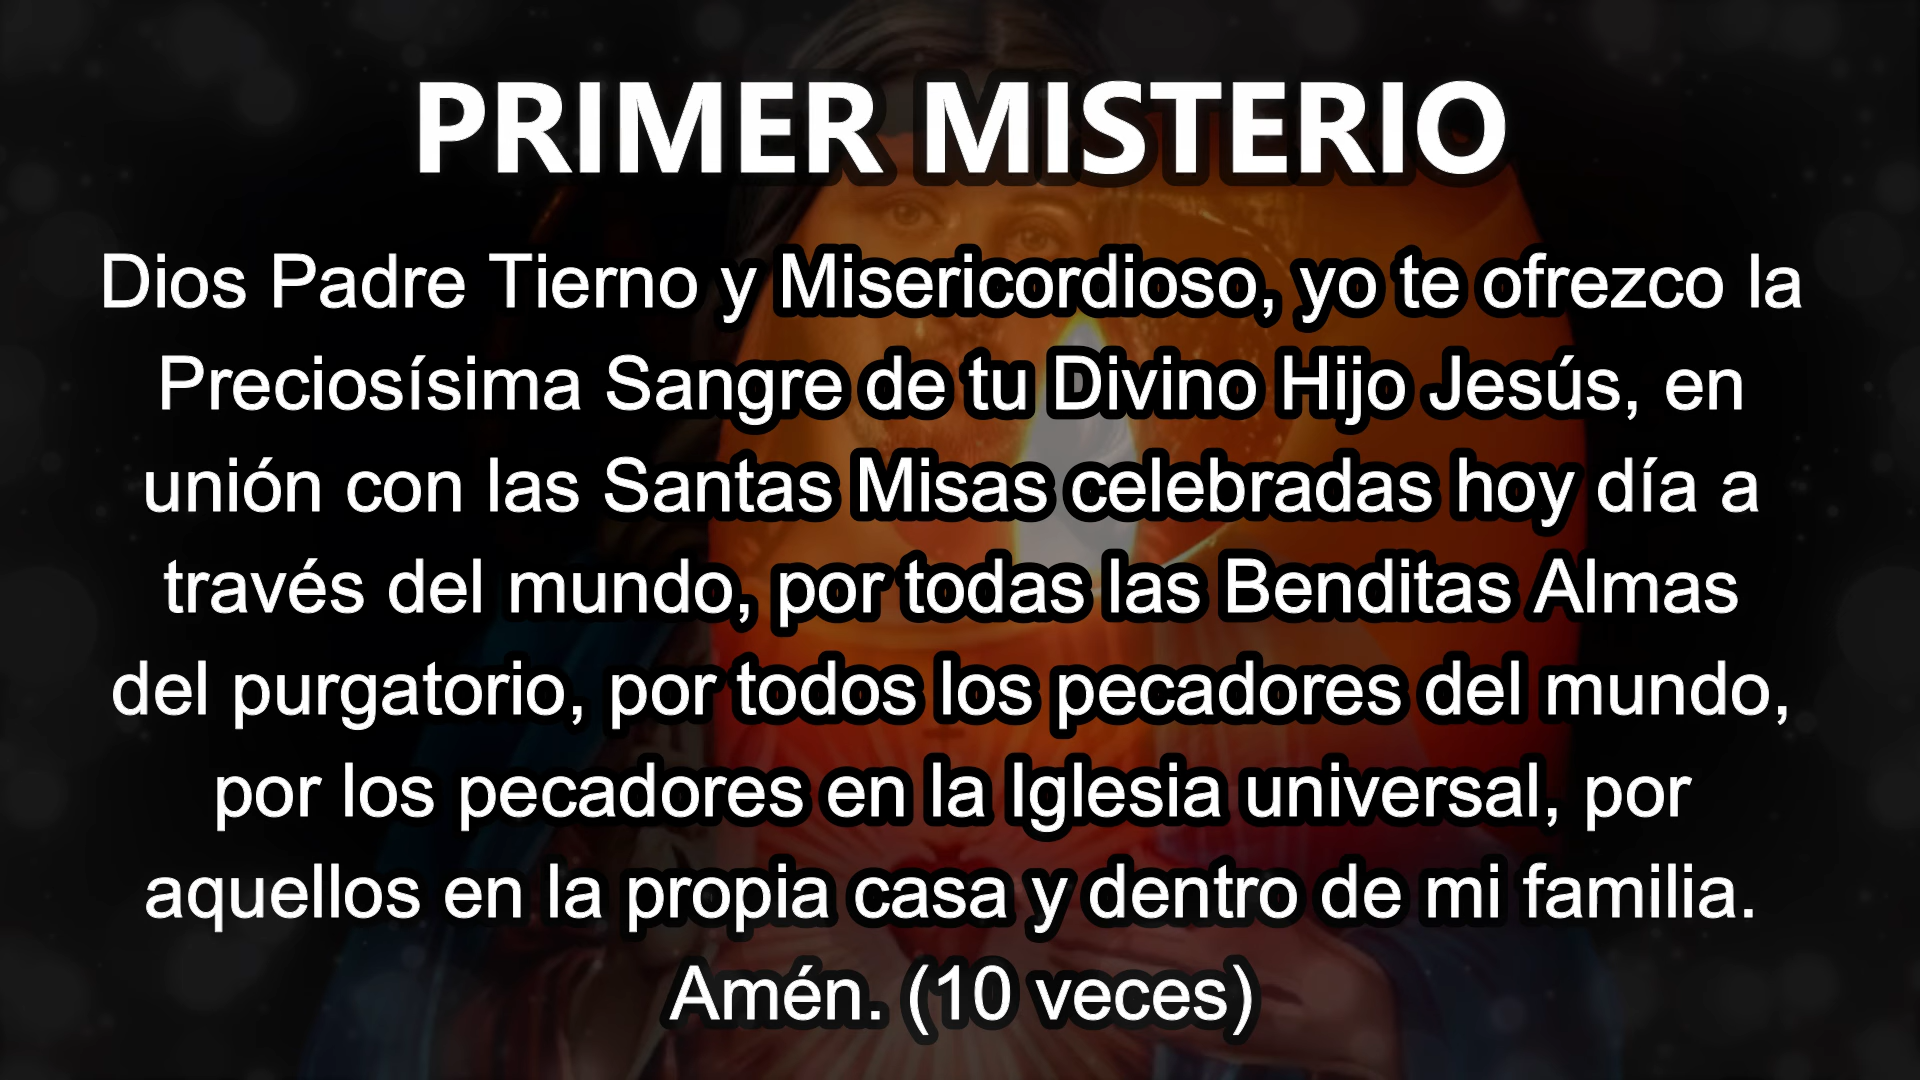 PRIMER MISTERIO
Dios Padre Tierno y Misericordioso, yo te ofrezco la
Preciosísima Sangre de tu Divino Hijo Jesús, en
unión con las Santas Misas celebradas hoy día a
través del mundo, por todas las Benditas Almas
del purgatorio, por todos los pecadores del mundo,
por los pecadores en la Iglesia universal, por
aquellos en la propia casa y dentro de mi familia.
Amén. (10 veces)